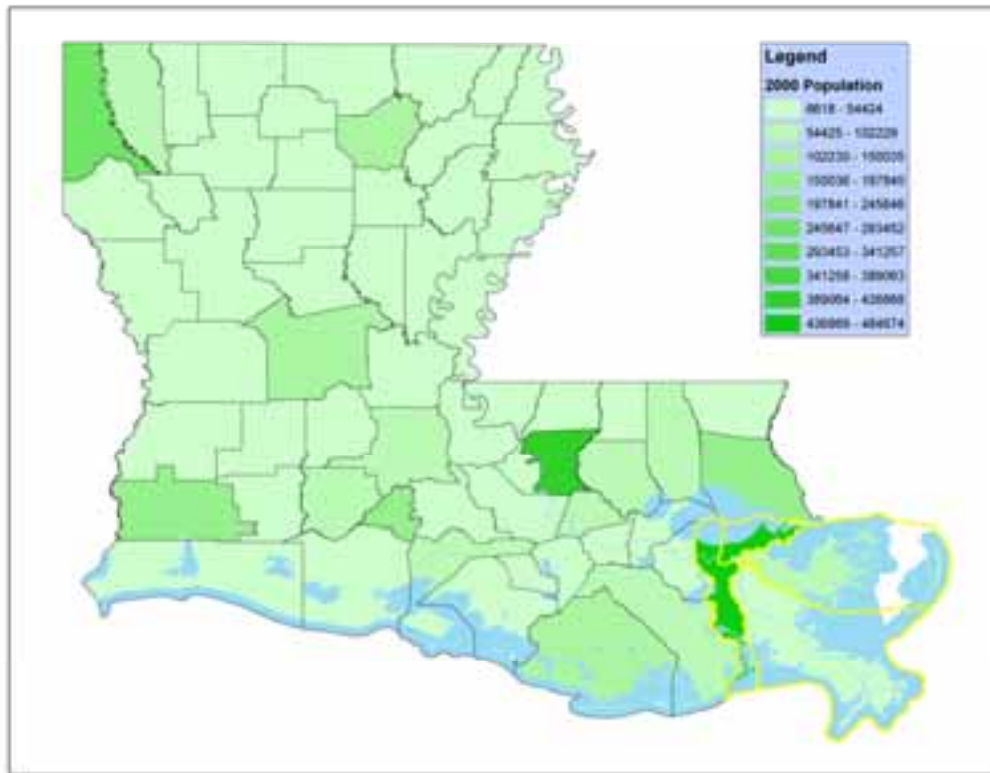 Legend
2000 Population
6618 - 54424
54425 - 102229
102230 - 150035
150036 - 197840
197841 - 245646
245647 - 293452
293453 - 341257
341258 - 389063
389064 - 436868
436869 - 484674